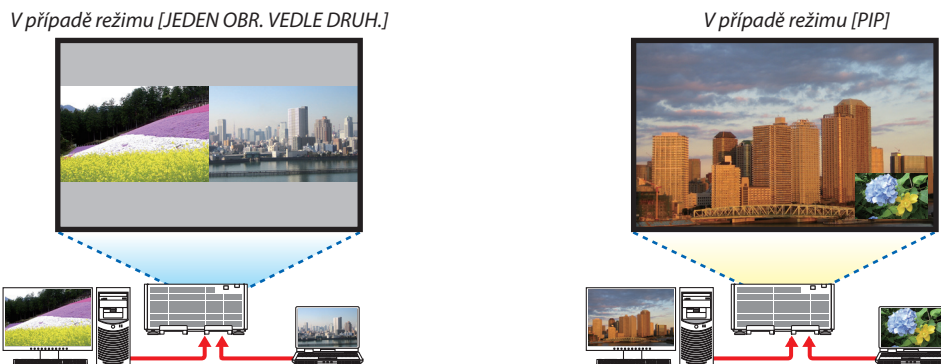 V případě režimu [JEDEN OBR. VEDLE DRUH.]
V případě režimu [PIP]